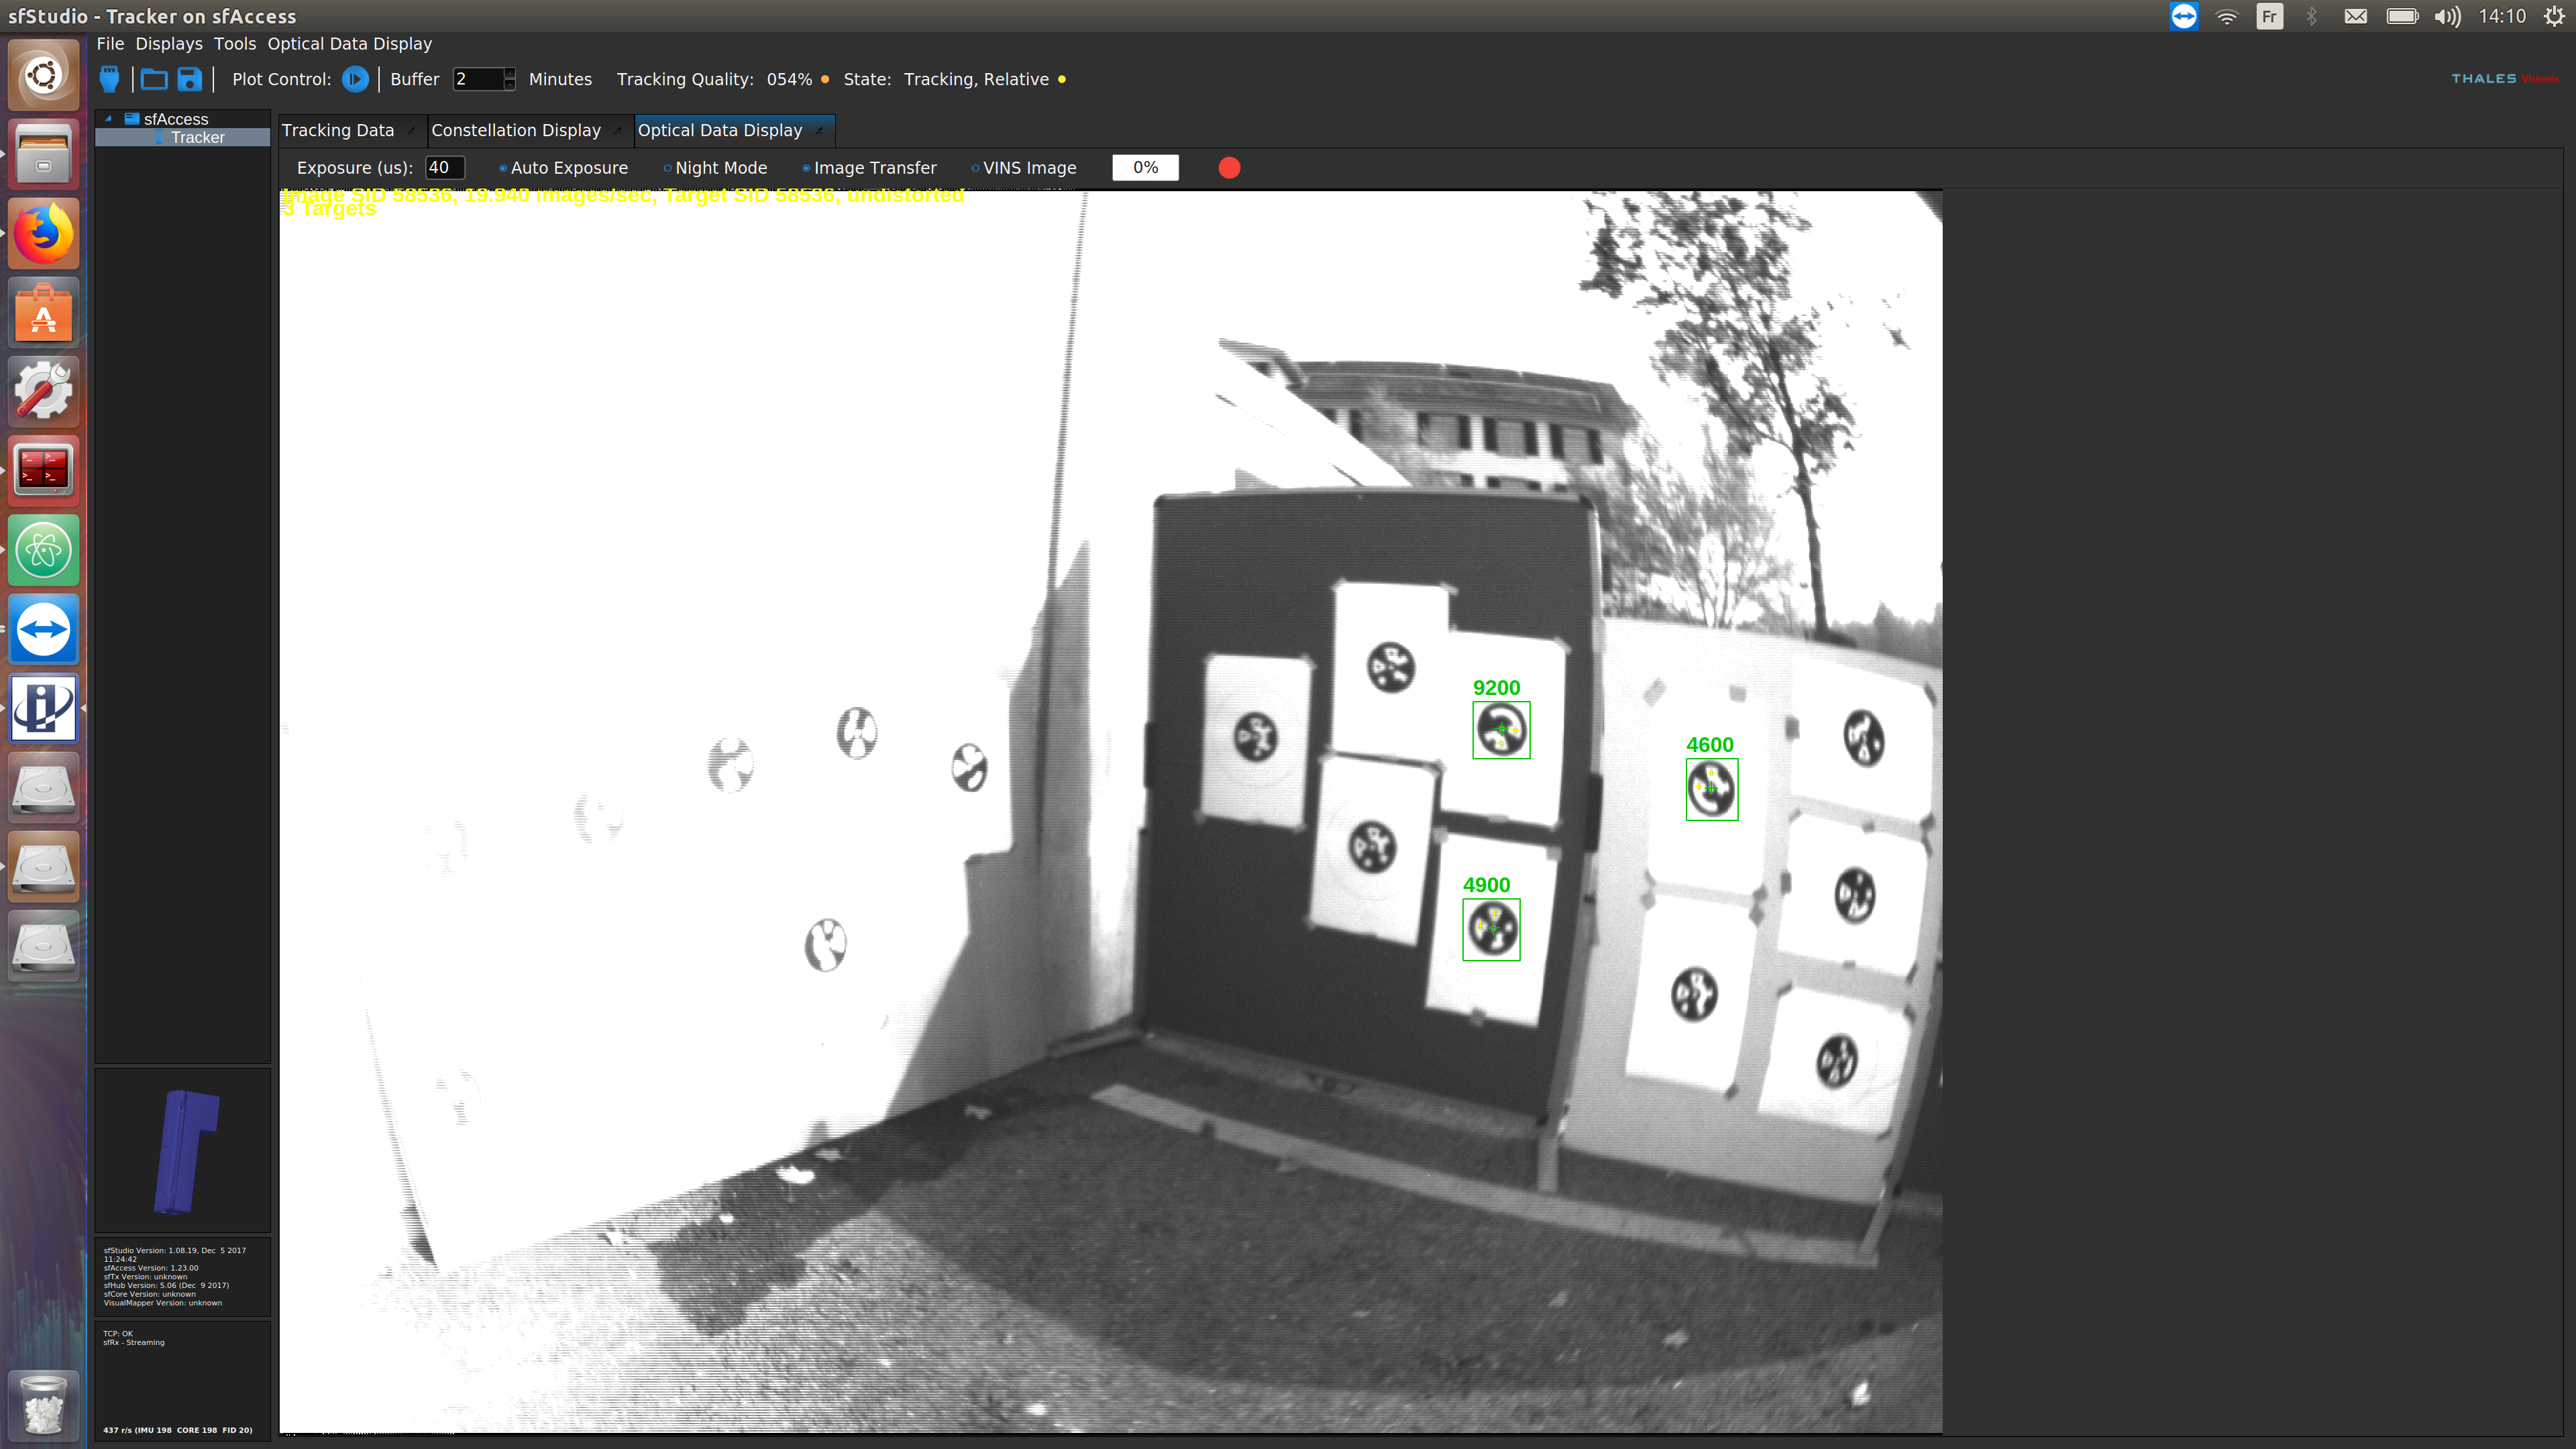 sfStudio - Tracker on sfAccess
Fr
14:10
File Displays Tools Optical Data Display
Plot Control: Buffer 2 Minutes Tracking Quality: 054% State: Tracking, Relative
THALES Visionix
sfAccess
Tracker
Tracking Data Constellation Display Optical Data Display
Exposure (us): 40 Auto Exposure Night Mode Image Transfer VINS Image 0%
Image SID 58536, 19.940 images/sec, Target SID 58536, undistorted
3 Targets
9200
4600
4900
sfStudio Version: 1.08.19, Dec 5 2017
11:24:42
sfAccess Version: 1.23.00
sfTx Version: unknown
sfHub Version: 5.06 (Dec 9 2017)
sfCore Version: unknown
VisualMapper Version: unknown
TCP: OK
sfRx - Streaming
437 r/s (IMU 198 CORE 198 FID 20)